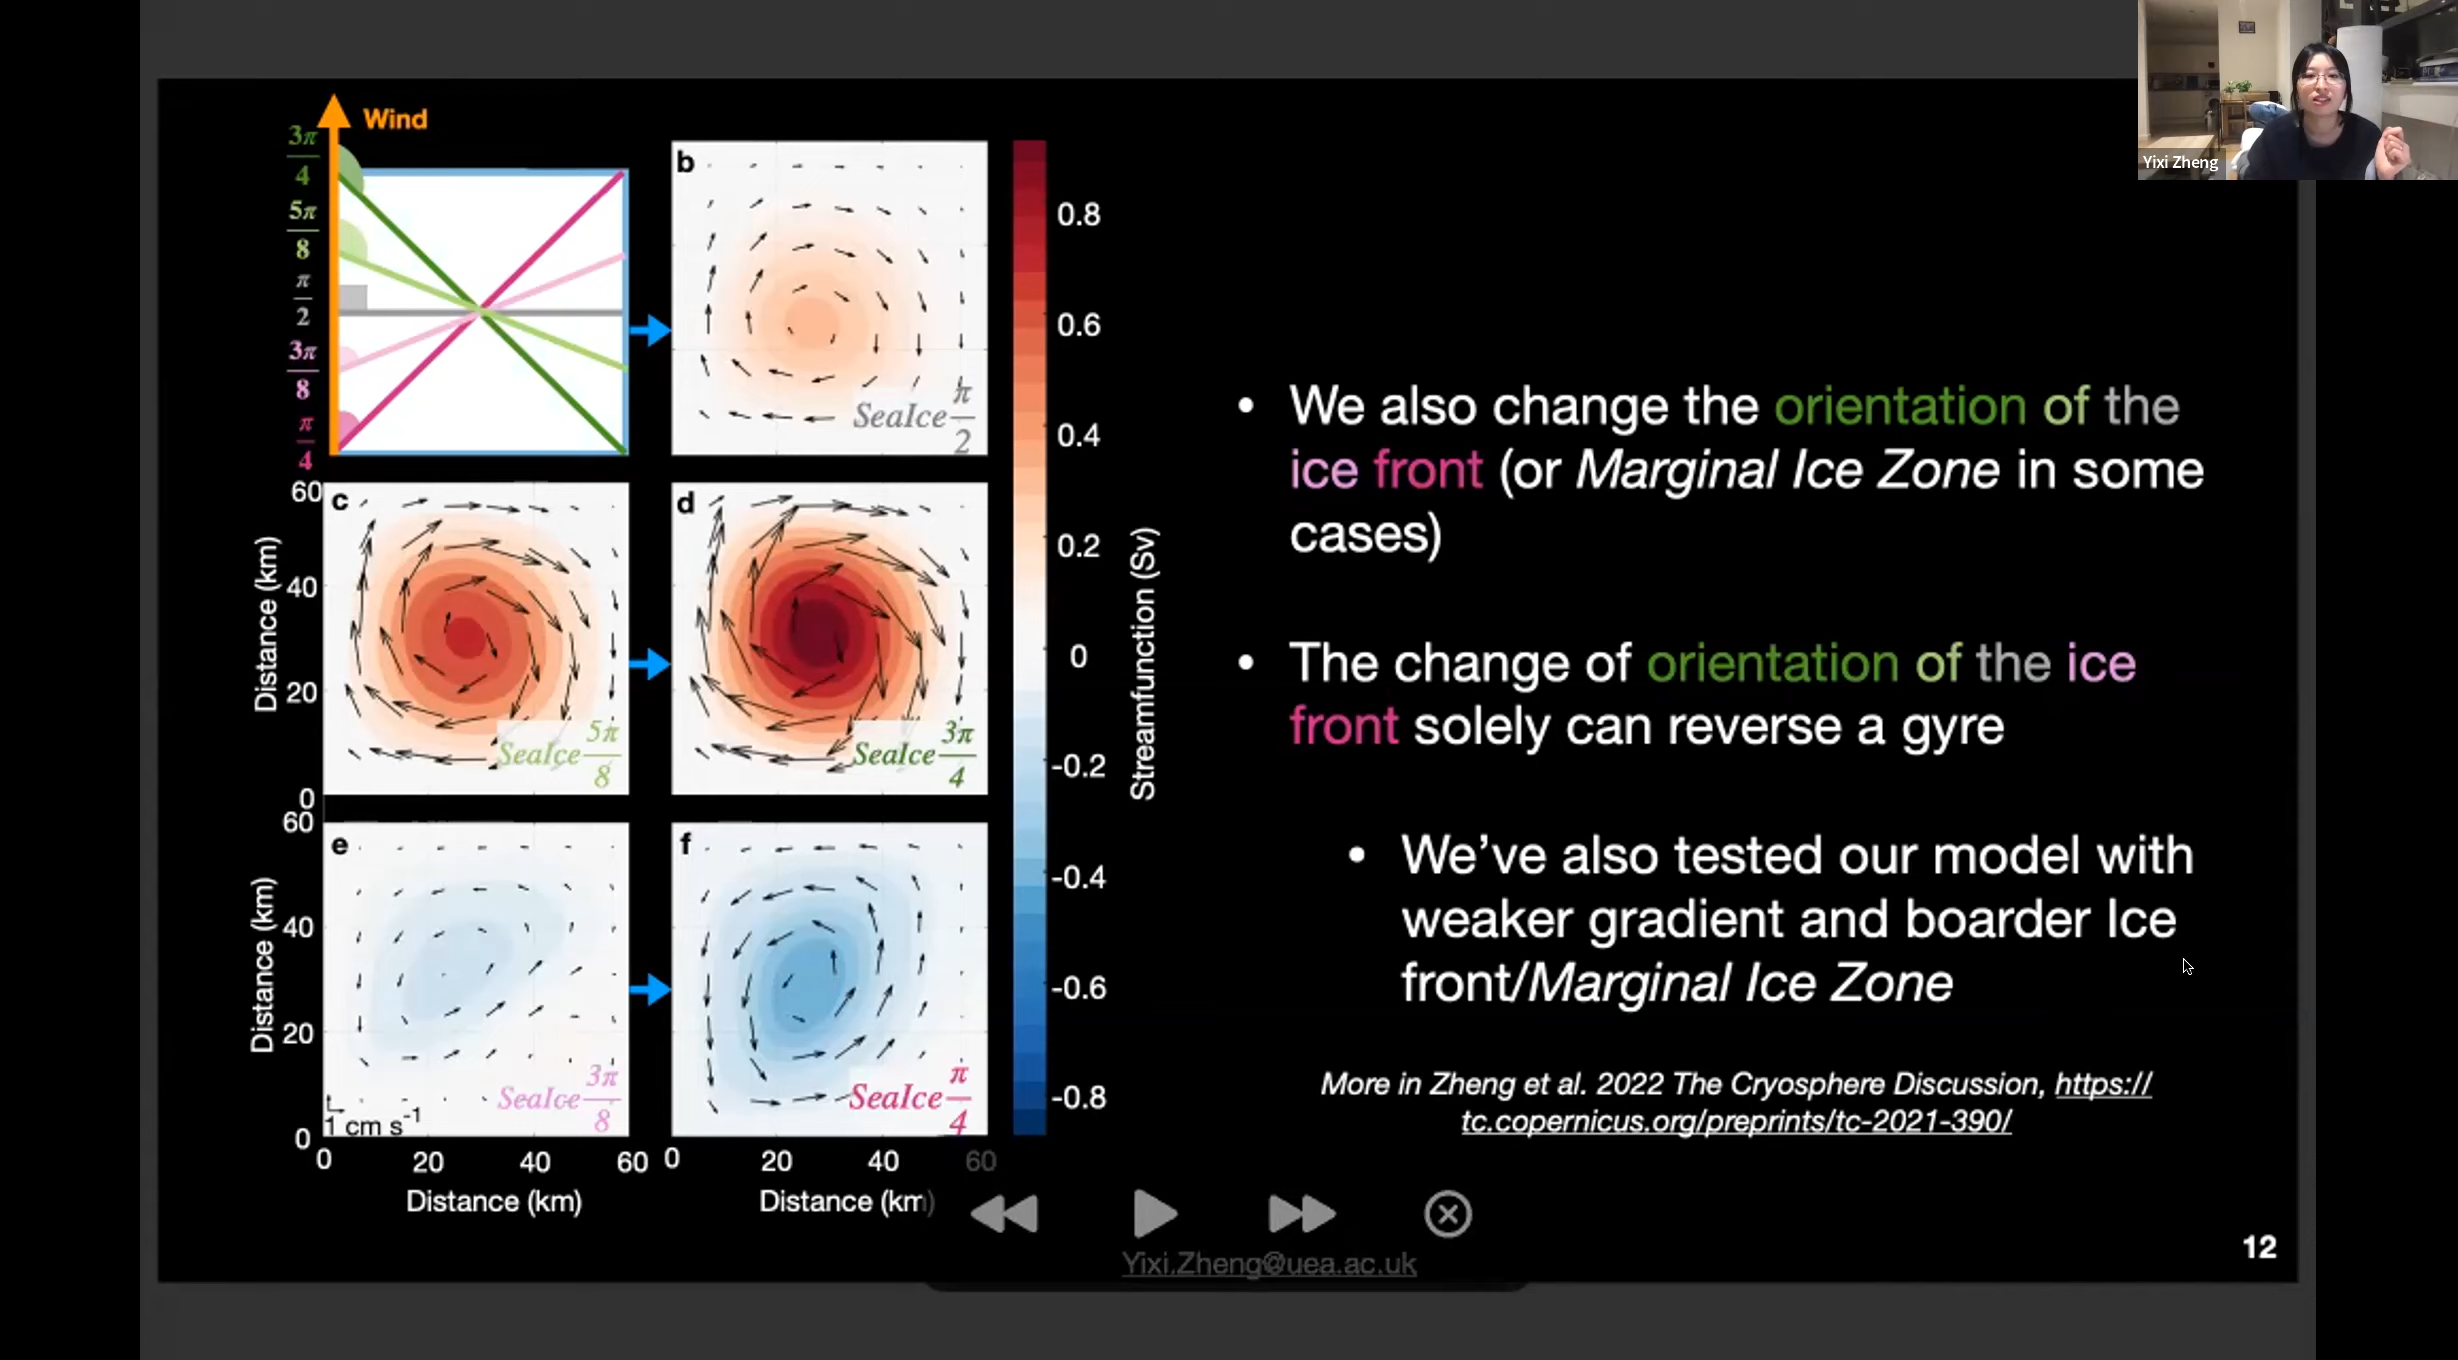 Wind
3π/4
5π/8
π/2
3π/8
π/4
b
SeaIce π/2
c
SeaIce 5π/8
d
SeaIce 3π/4
e
SeaIce 3π/8
1 cm s⁻¹
f
SeaIce π/4
Distance (km)
60
40
20
0
Distance (km)
60
40
20
0
0 20 40 60
0 20 40 60
Distance (km)
Distance (km)
0.8
0.6
0.4
0.2
0
-0.2
-0.4
-0.6
-0.8
Streamfunction (Sv)
• We also change the orientation of the
ice front (or Marginal Ice Zone in some
cases)
• The change of orientation of the ice
front solely can reverse a gyre
• We’ve also tested our model with
weaker gradient and boarder Ice
front/Marginal Ice Zone
More in Zheng et al. 2022 The Cryosphere Discussion, https://
tc.copernicus.org/preprints/tc-2021-390/
Yixi.Zheng@uea.ac.uk
12
Yixi Zheng